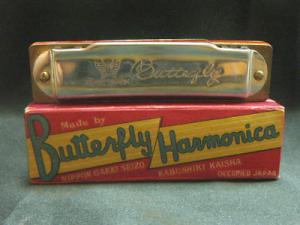 Butterfly
Made by
Butterfly Harmonica
NIPPON GAKKI SEIZO KABUSHIKI KAISHA OCCUPIED JAPAN